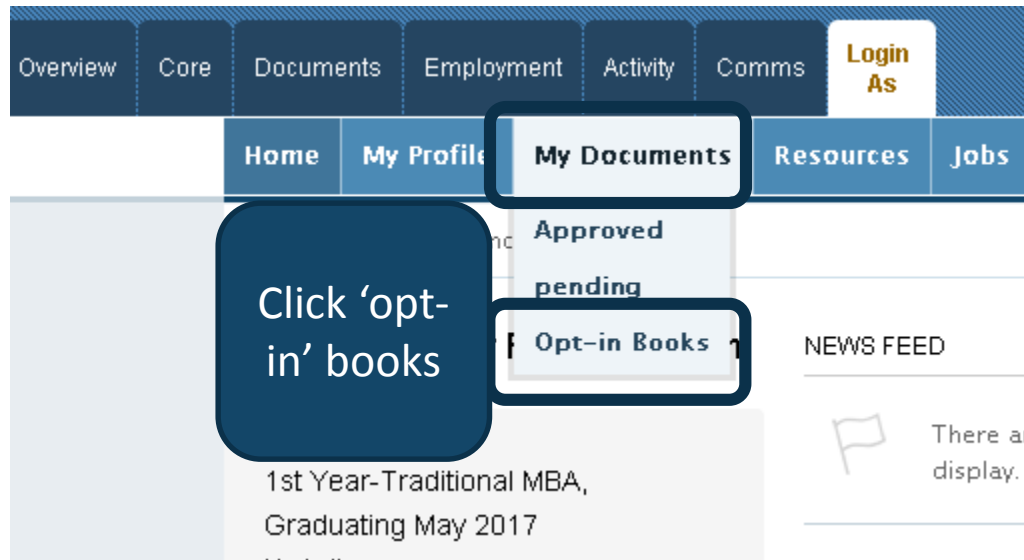 Overview Core Documents Employment Activity Comms Login As
Home My Profile My Documents Resources Jobs
Approved
pending
Opt-in Books
Click ‘opt-
in’ books
NEWS FEED
There
display.
1st Year-Traditional MBA,
Graduating May 2017